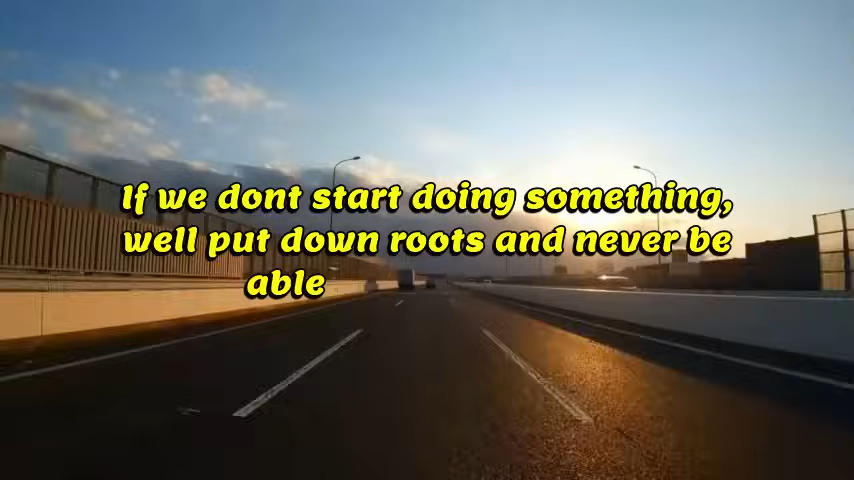 If we dont start doing something,
well put down roots and never be
able